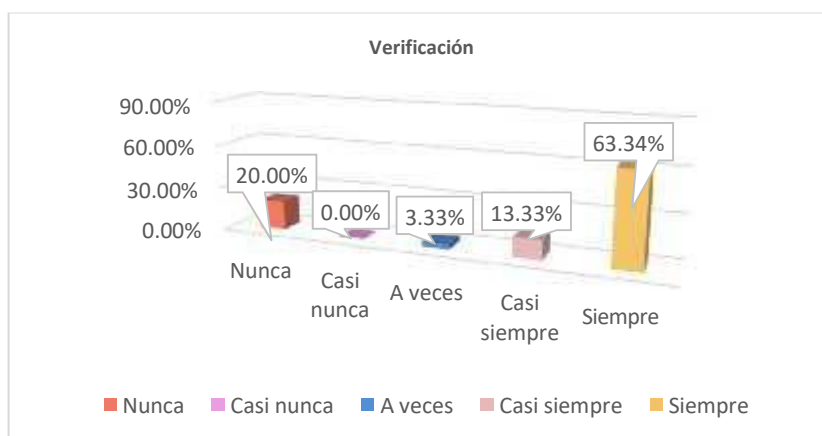 Verificación
90.00%
60.00%
30.00%
0.00%
20.00%
0.00%
3.33%
13.33%
63.34%
Nunca
Casi
nunca
A veces
Casi
siempre
Siempre
Nunca
Casi nunca
A veces
Casi siempre
Siempre